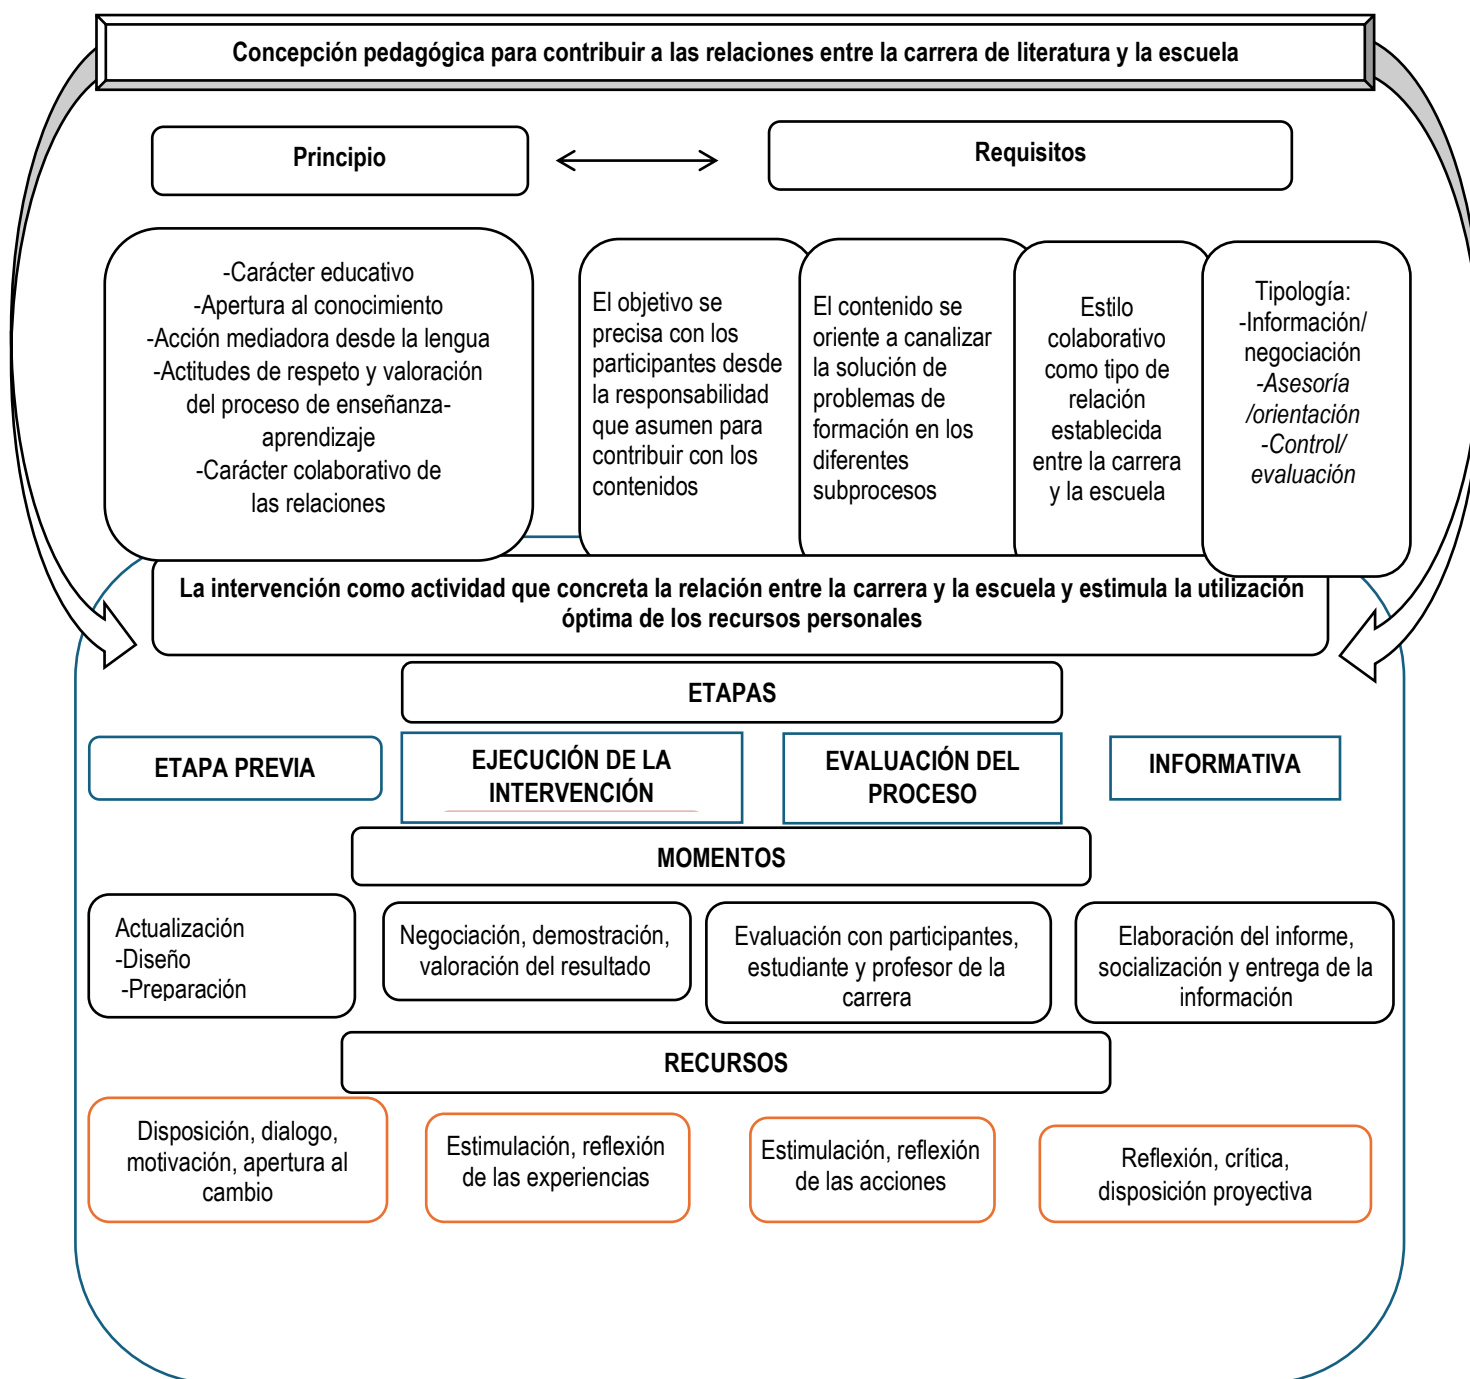 Concepción pedagógica para contribuir a las relaciones entre la carrera de literatura y la escuela
Principio
Requisitos
-Carácter educativo
-Apertura al conocimiento
-Acción mediadora desde la lengua
-Actitudes de respeto y valoración
del proceso de enseñanza-
aprendizaje
-Carácter colaborativo de
las relaciones
El objetivo se
precisa con los
participantes desde
la responsabilidad
que asumen para
contribuir con los
contenidos
El contenido se
oriente a canalizar
la solución de
problemas de
formación en los
diferentes
subprocesos
Estilo
colaborativo
como tipo de
relación
establecida
entre la carrera
y la escuela
Tipología:
-Información/
negociación
-Asesoría
/orientación
-Control/
evaluación
La intervención como actividad que concreta la relación entre la carrera y la escuela y estimula la utilización
óptima de los recursos personales
ETAPAS
ETAPA PREVIA
EJECUCIÓN DE LA
INTERVENCIÓN
EVALUACIÓN DEL
PROCESO
INFORMATIVA
MOMENTOS
Actualización
-Diseño
-Preparación
Negociación, demostración,
valoración del resultado
Evaluación con participantes,
estudiante y profesor de la
carrera
Elaboración del informe,
socialización y entrega de la
información
RECURSOS
Disposición, dialogo,
motivación, apertura al
cambio
Estimulación, reflexión
de las experiencias
Estimulación, reflexión
de las acciones
Reflexión, crítica,
disposición proyectiva